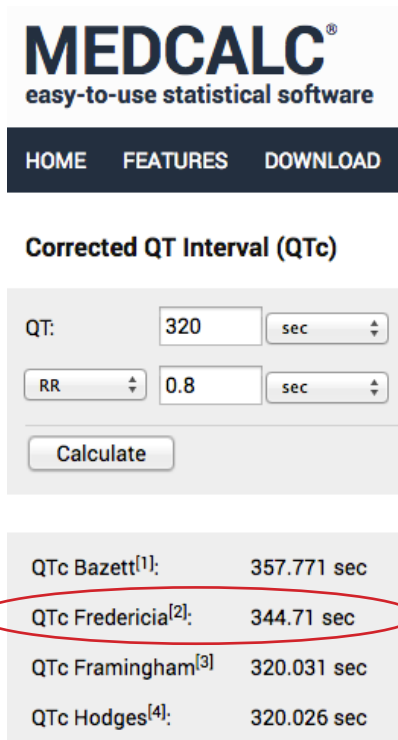 MEDCALC®
easy-to-use statistical software
HOME FEATURES DOWNLOAD
Corrected QT Interval (QTc)
QT: 320 sec
RR 0.8 sec
Calculate
QTc Bazett[1]: 357.771 sec
QTc Fredericia[2]: 344.71 sec
QTc Framingham[3] 320.031 sec
QTc Hodges[4]: 320.026 sec